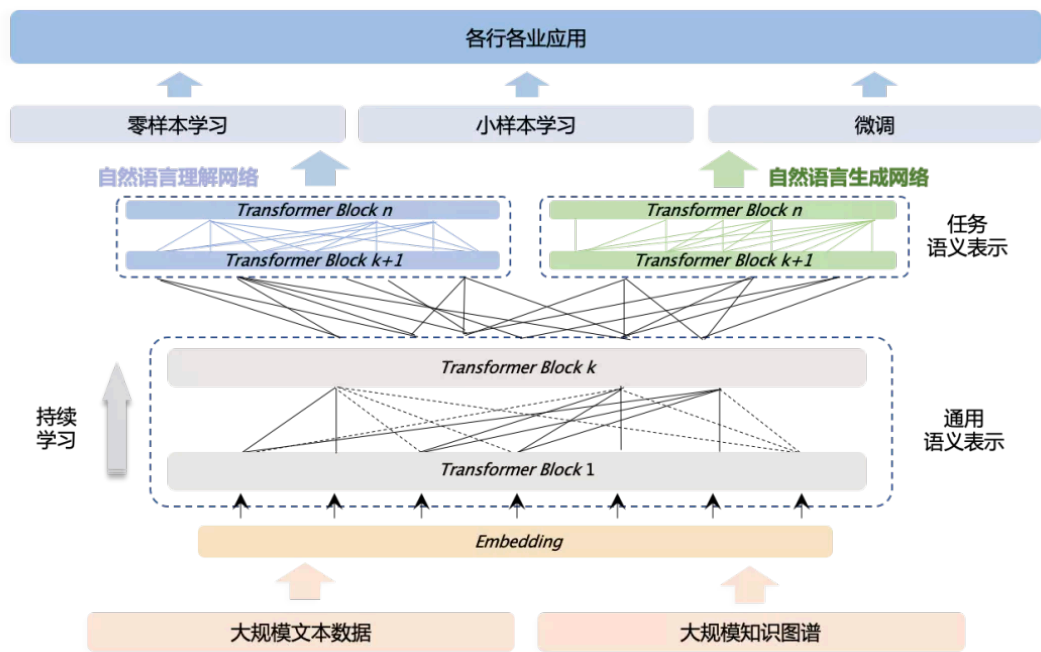 各行各业应用
零样本学习
小样本学习
微调
自然语言理解网络
自然语言生成网络
Transformer Block n
Transformer Block n
任务
语义表示
Transformer Block k+1
Transformer Block k+1
Transformer Block k
持续
学习
通用
语义表示
Transformer Block 1
Embedding
大规模文本数据
大规模知识图谱